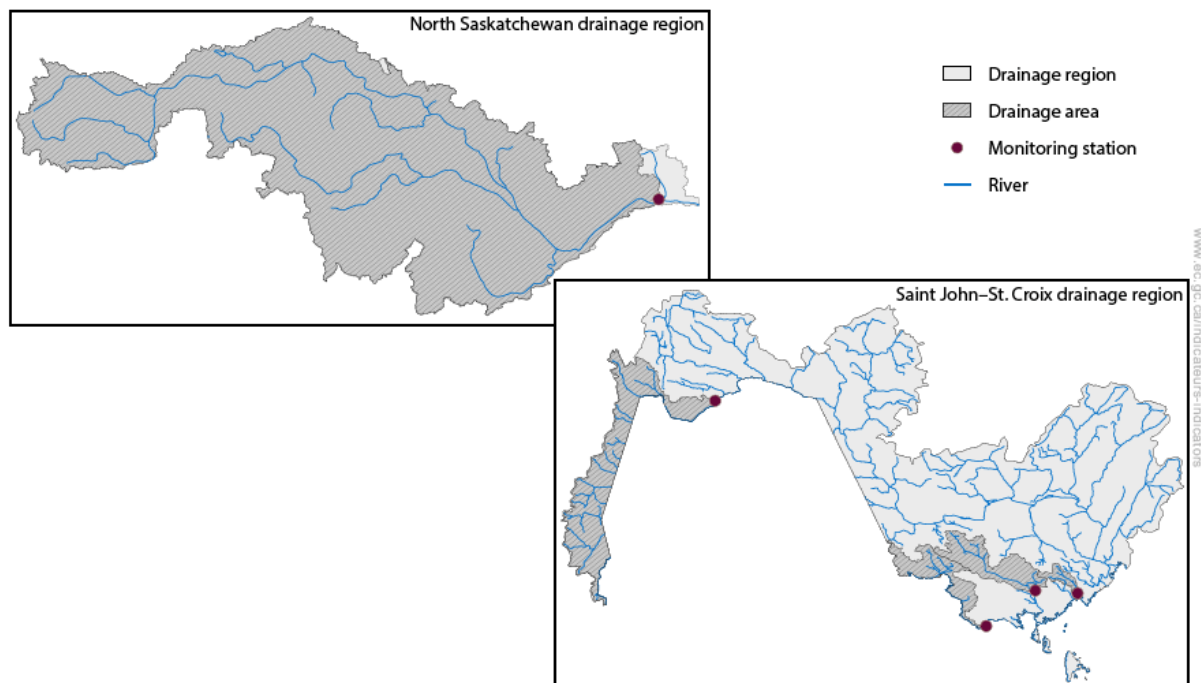 North Saskatchewan drainage region
Drainage region
Drainage area
Monitoring station
River
Saint John–St. Croix drainage region
www.ec.gc.ca/indicateurs-indicators